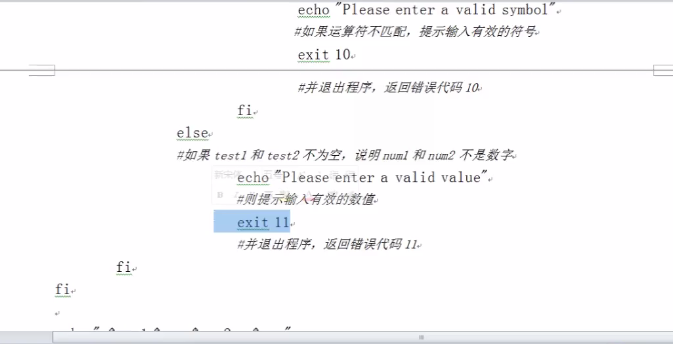 echo "Please enter a valid symbol"
#如果运算符不匹配，提示输入有效的符号
exit 10
#并退出程序，返回错误代码 10
fi
else
#如果 test1 和 test2 不为空，说明 num1 和 num2 不是数字
echo "Please enter a valid value"
#则提示输入有效的数值
exit 11
#并退出程序，返回错误代码 11
fi
fi